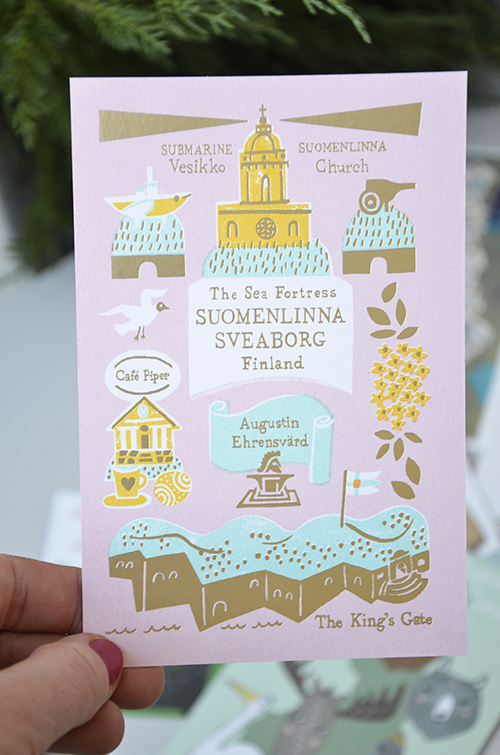 SUBMARINE
Vesikko
SUOMENLINNA
Church
The Sea Fortress
SUOMENLINNA
SVEABORG
Finland
Café Piper
Augustin
Ehrensvärd
The King's Gate